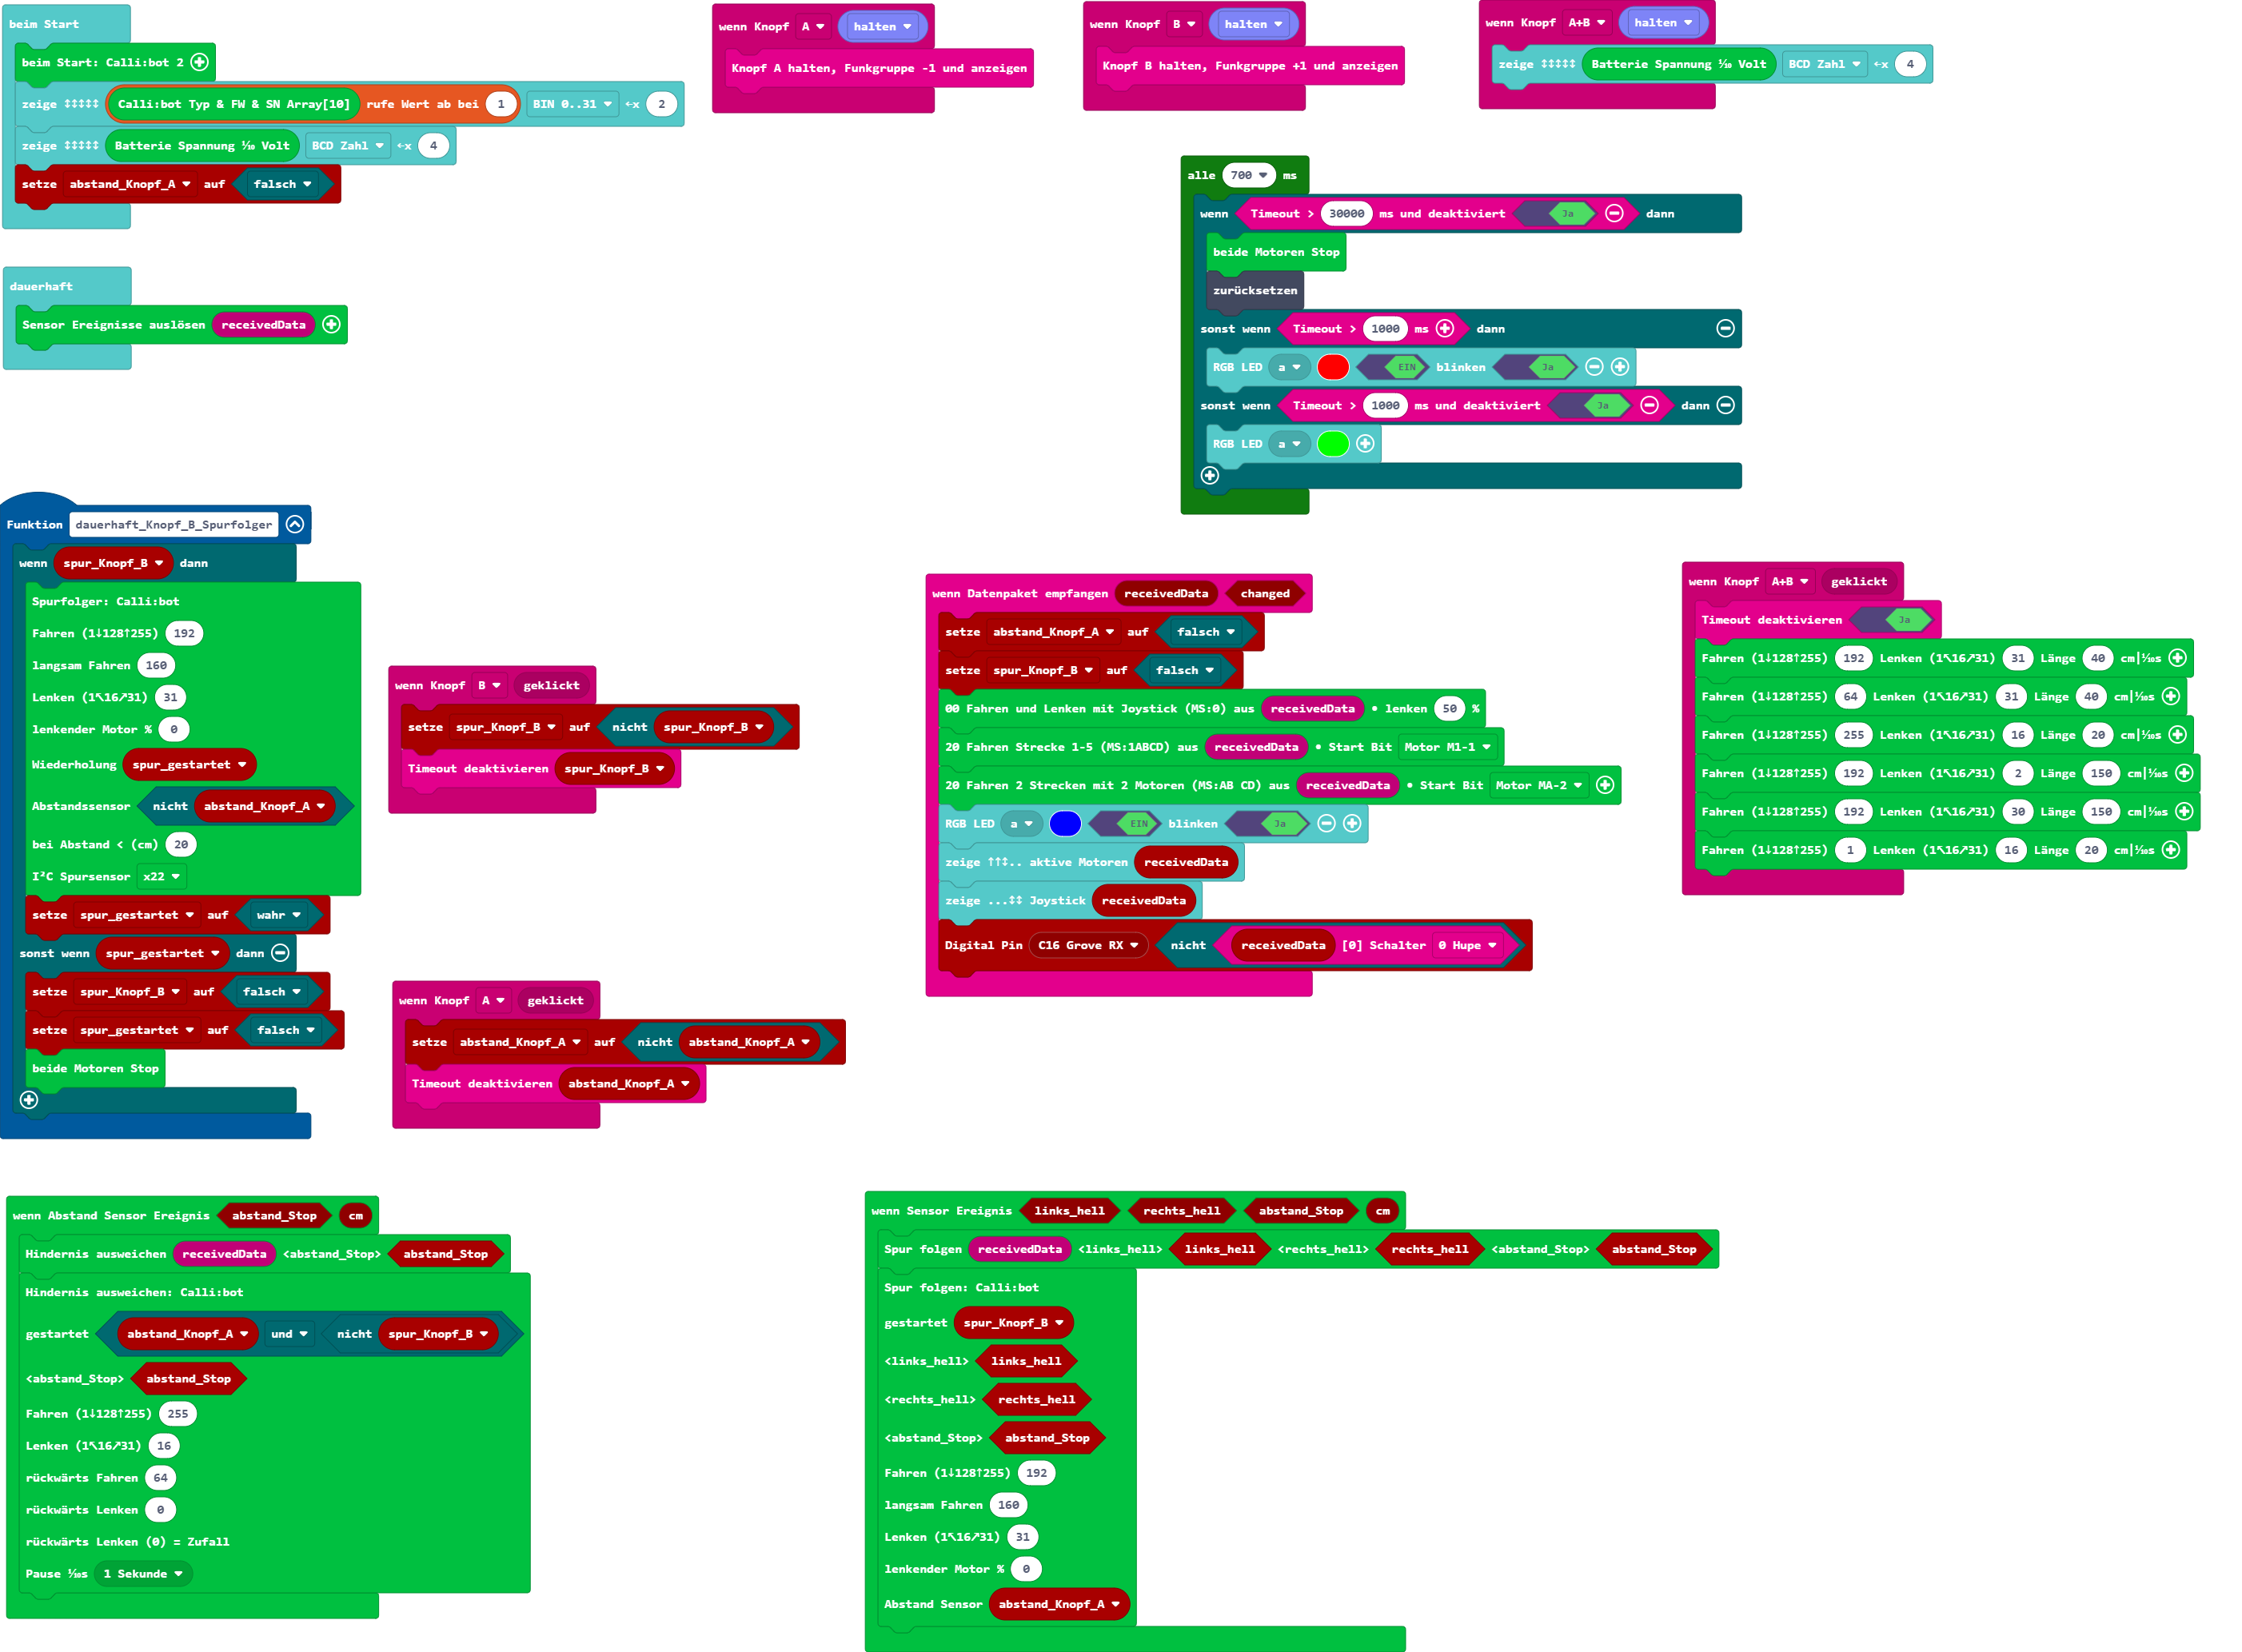 beim Start
beim Start: Calli:bot 2
zeige ↕↕↕↕↕ Calli:bot Typ & FW & SN Array[10] rufe Wert ab bei 1 BIN 0..31 ←x 2
zeige ↕↕↕↕↕ Batterie Spannung ⅒ Volt BCD Zahl ←x 4
setze abstand_Knopf_A auf falsch
wenn Knopf A halten
Knopf A halten, Funkgruppe -1 und anzeigen
wenn Knopf B halten
Knopf B halten, Funkgruppe +1 und anzeigen
wenn Knopf A+B halten
zeige ↕↕↕↕↕ Batterie Spannung ⅒ Volt BCD Zahl ←x 4
dauerhaft
Sensor Ereignisse auslösen receivedData
alle 700 ms
wenn Timeout > 30000 ms und deaktiviert Ja dann
beide Motoren Stop
zurücksetzen
sonst wenn Timeout > 1000 ms dann
RGB LED a EIN blinken Ja
sonst wenn Timeout > 1000 ms und deaktiviert Ja dann
RGB LED a
Funktion dauerhaft_Knopf_B_Spurfolger
wenn spur_Knopf_B dann
Spurfolger: Calli:bot
Fahren (1↓128↑255) 192
langsam Fahren 160
Lenken (1↖16↗31) 31
lenkender Motor % 0
Wiederholung spur_gestartet
Abstandssensor nicht abstand_Knopf_A
bei Abstand < (cm) 20
I²C Spursensor x22
setze spur_gestartet auf wahr
sonst wenn spur_gestartet dann
setze spur_Knopf_B auf falsch
setze spur_gestartet auf falsch
beide Motoren Stop
wenn Knopf B geklickt
setze spur_Knopf_B auf nicht spur_Knopf_B
Timeout deaktivieren spur_Knopf_B
wenn Knopf A geklickt
setze abstand_Knopf_A auf nicht abstand_Knopf_A
Timeout deaktivieren abstand_Knopf_A
wenn Datenpaket empfangen receivedData changed
setze abstand_Knopf_A auf falsch
setze spur_Knopf_B auf falsch
00 Fahren und Lenken mit Joystick (MS:0) aus receivedData • lenken 50 %
20 Fahren Strecke 1-5 (MS:1ABCD) aus receivedData • Start Bit Motor M1-1
20 Fahren 2 Strecken mit 2 Motoren (MS:AB CD) aus receivedData • Start Bit Motor MA-2
RGB LED a EIN blinken Ja
zeige ↑↑↕.. aktive Motoren receivedData
zeige ...↕↕ Joystick receivedData
Digital Pin C16 Grove RX nicht receivedData [0] Schalter 0 Hupe
wenn Knopf A+B geklickt
Timeout deaktivieren Ja
Fahren (1↓128↑255) 192 Lenken (1↖16↗31) 31 Länge 40 cm|⅒s
Fahren (1↓128↑255) 64 Lenken (1↖16↗31) 31 Länge 40 cm|⅒s
Fahren (1↓128↑255) 255 Lenken (1↖16↗31) 16 Länge 20 cm|⅒s
Fahren (1↓128↑255) 192 Lenken (1↖16↗31) 2 Länge 150 cm|⅒s
Fahren (1↓128↑255) 192 Lenken (1↖16↗31) 30 Länge 150 cm|⅒s
Fahren (1↓128↑255) 1 Lenken (1↖16↗31) 16 Länge 20 cm|⅒s
wenn Abstand Sensor Ereignis abstand_Stop cm
Hindernis ausweichen receivedData <abstand_Stop> abstand_Stop
Hindernis ausweichen: Calli:bot
gestartet abstand_Knopf_A und nicht spur_Knopf_B
<abstand_Stop> abstand_Stop
Fahren (1↓128↑255) 255
Lenken (1↖16↗31) 16
rückwärts Fahren 64
rückwärts Lenken 0
rückwärts Lenken (0) = Zufall
Pause ⅒s 1 Sekunde
wenn Sensor Ereignis links_hell rechts_hell abstand_Stop cm
Spur folgen receivedData <links_hell> links_hell <rechts_hell> rechts_hell <abstand_Stop> abstand_Stop
Spur folgen: Calli:bot
gestartet spur_Knopf_B
<links_hell> links_hell
<rechts_hell> rechts_hell
<abstand_Stop> abstand_Stop
Fahren (1↓128↑255) 192
langsam Fahren 160
Lenken (1↖16↗31) 31
lenkender Motor % 0
Abstand Sensor abstand_Knopf_A